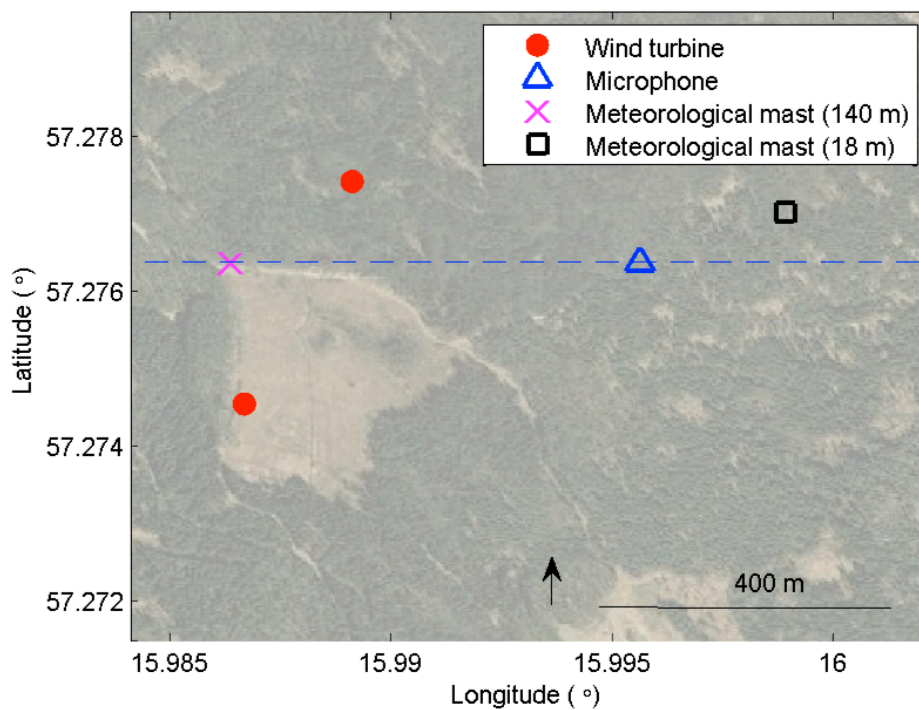 Wind turbine
Microphone
Meteorological mast (140 m)
Meteorological mast (18 m)
57.278
57.276
57.274
57.272
Latitude (°)
400 m
15.985
15.99
15.995
16
Longitude (°)